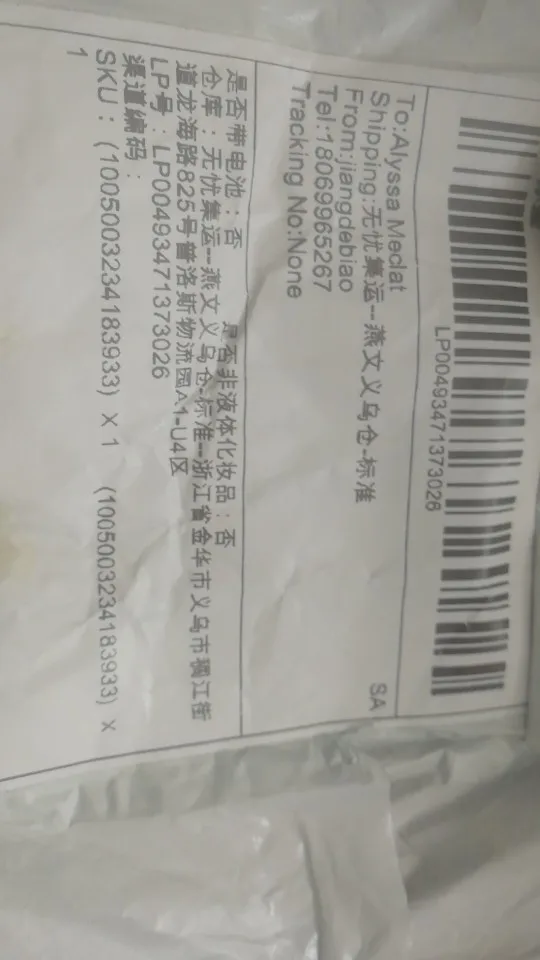 LP00493471373026
To:Alyssa Meclat
Shipping:无忧集运--燕文义乌仓-标准
SA
From:jiangdebiao
Tel:18069965267
Tracking No:None
是否带电池：否 是否非液体化妆品：否
仓库：无忧集运--燕文义乌仓-标准--浙江省金华市义乌市稠江街
道龙海路825号普洛斯物流园A1-U4区
LP号：LP00493471373026
渠道编码：
SKU：(1005003234183933) X 1 (1005003234183933) X
1